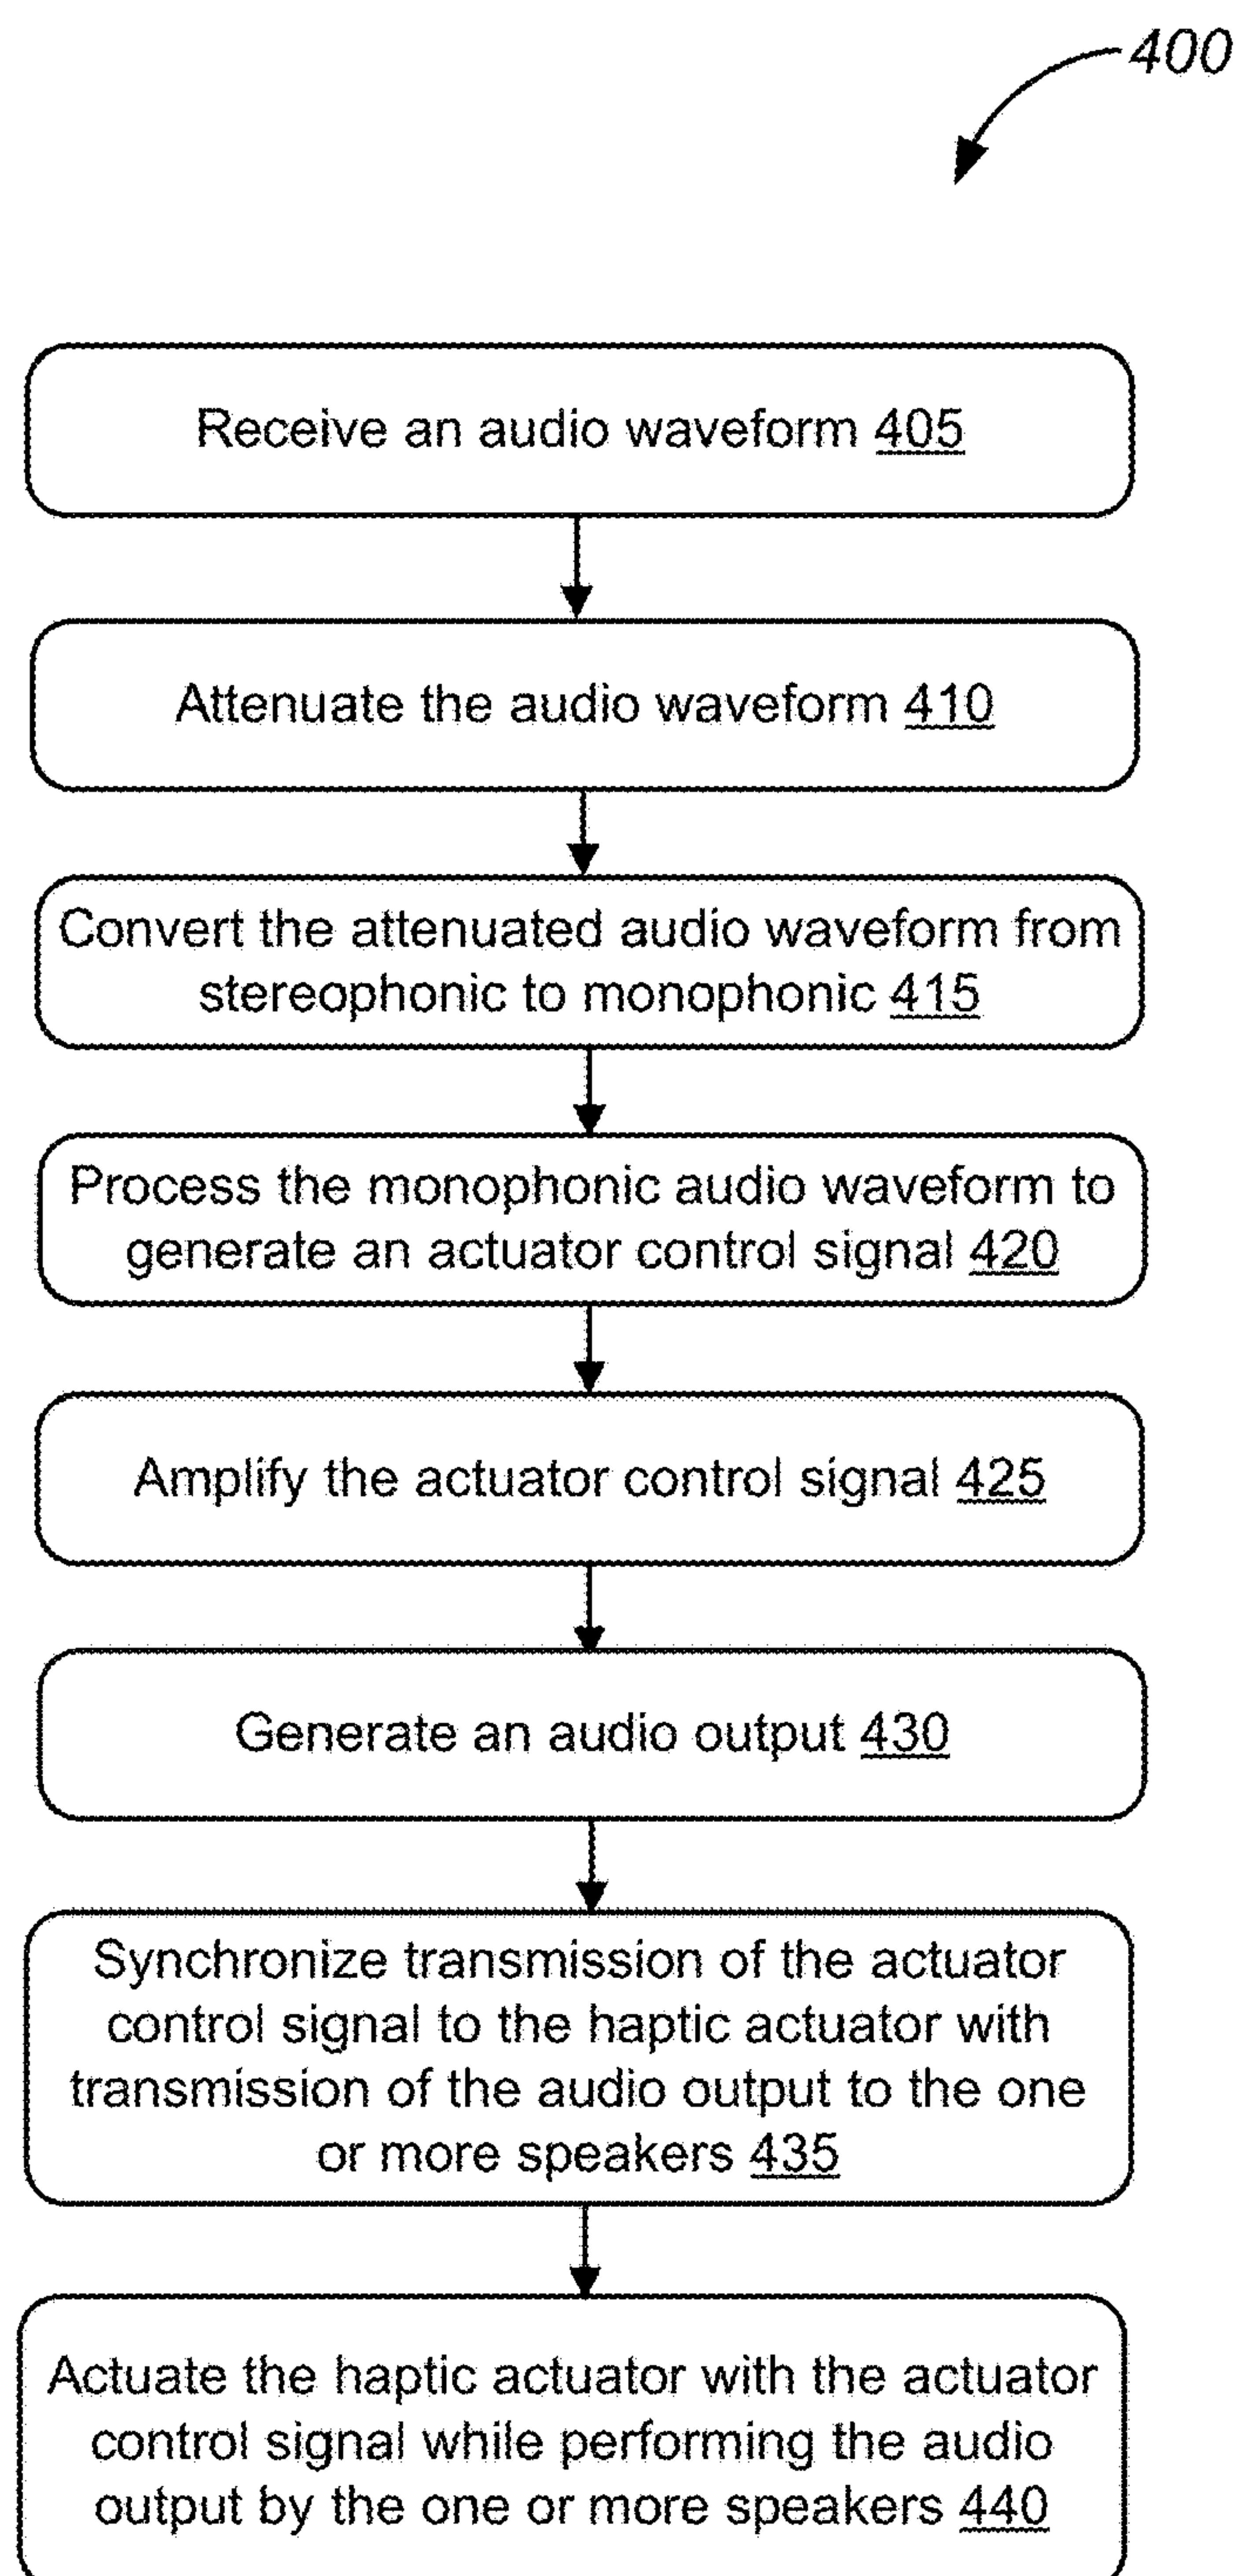 400
Receive an audio waveform 405
Attenuate the audio waveform 410
Convert the attenuated audio waveform from
stereophonic to monophonic 415
Process the monophonic audio waveform to
generate an actuator control signal 420
Amplify the actuator control signal 425
Generate an audio output 430
Synchronize transmission of the actuator
control signal to the haptic actuator with
transmission of the audio output to the one
or more speakers 435
Actuate the haptic actuator with the actuator
control signal while performing the audio
output by the one or more speakers 440